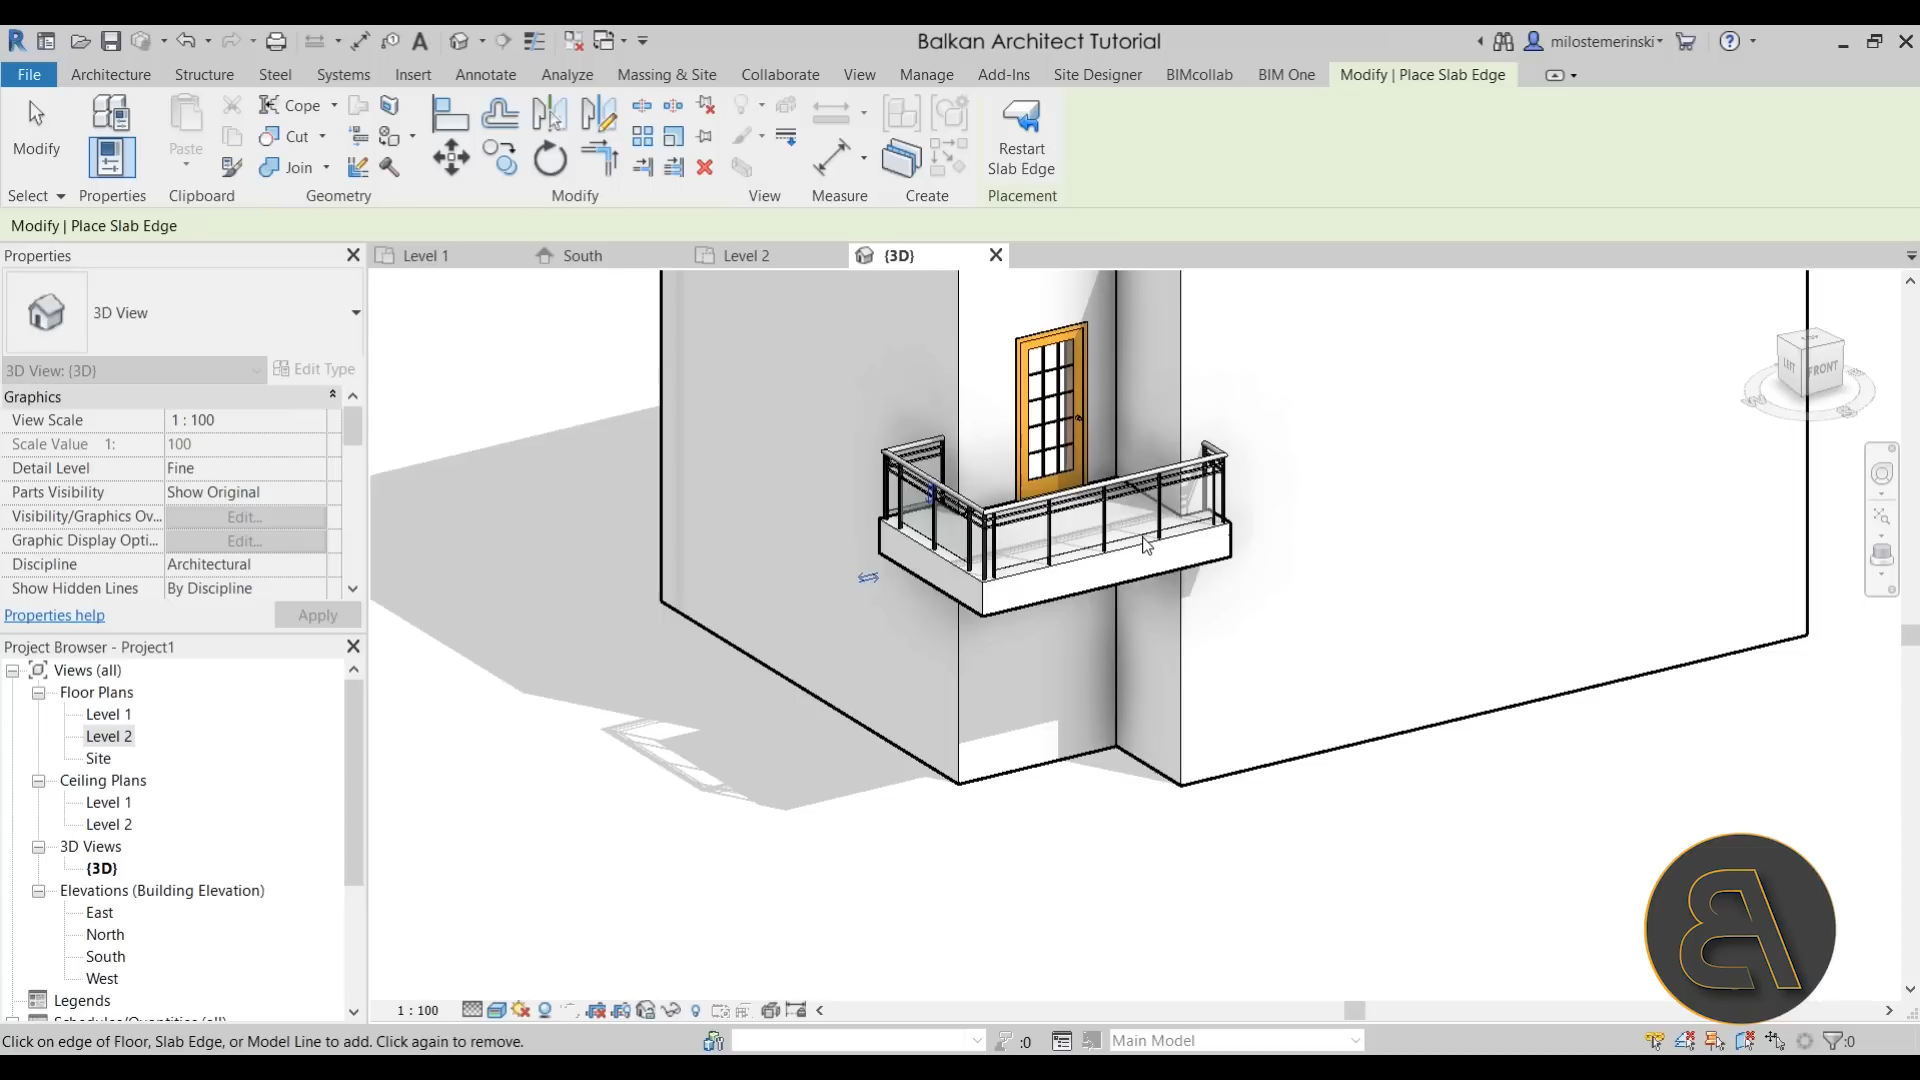 Balkan Architect Tutorial
milostemerinski
File Architecture Structure Steel Systems Insert Annotate Analyze Massing & Site Collaborate View Manage Add-Ins Site Designer BIMcollab BIM One Modify | Place Slab Edge
Modify
Paste
Cope
Cut
Join
Restart
Slab Edge
Select Properties Clipboard Geometry Modify View Measure Create Placement
Modify | Place Slab Edge
Properties
Level 1 South Level 2 {3D}
3D View
3D View: {3D} Edit Type
Graphics
View Scale 1 : 100
Scale Value 1: 100
Detail Level Fine
Parts Visibility Show Original
Visibility/Graphics Ov... Edit...
Graphic Display Opti... Edit...
Discipline Architectural
Show Hidden Lines By Discipline
Properties help Apply
LEFT FRONT
Project Browser - Project1
Views (all)
Floor Plans
Level 1
Level 2
Site
Ceiling Plans
Level 1
Level 2
3D Views
{3D}
Elevations (Building Elevation)
East
North
South
West
Legends
Schedules/Quantities (all)
1 : 100
Click on edge of Floor, Slab Edge, or Model Line to add. Click again to remove. :0 Main Model :0